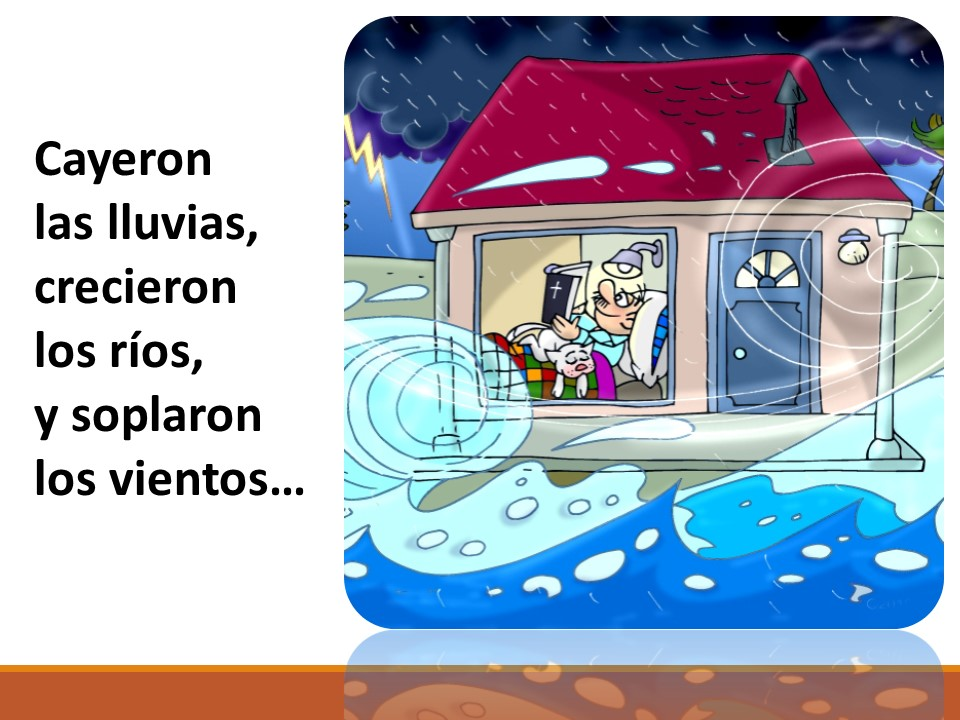 Cayeron
las lluvias,
crecieron
los ríos,
y soplaron
los vientos…